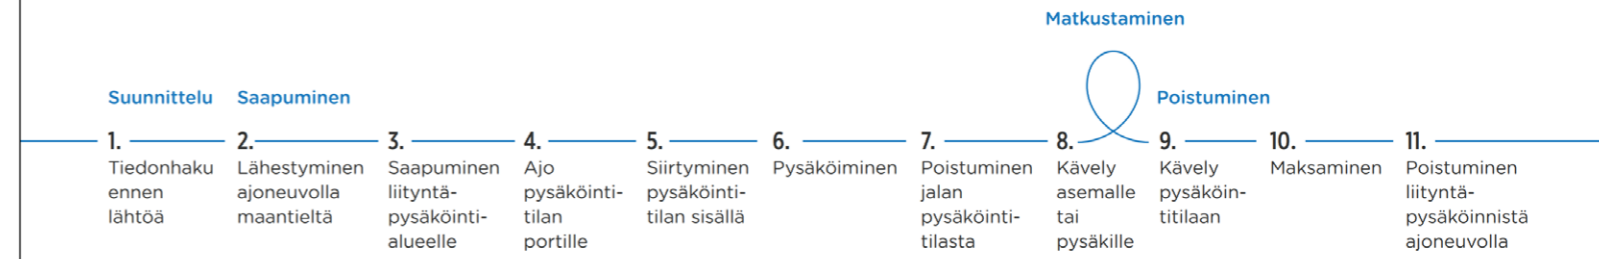 Matkustaminen
Suunnittelu
Saapuminen
Poistuminen
1.
Tiedonhaku
ennen
lähtöä
2.
Lähestyminen
ajoneuvolla
maantieltä
3.
Saapuminen
liityntä-
pysäköinti-
alueelle
4.
Ajo
pysäköinti-
tilan
portille
5.
Siirtyminen
pysäköinti-
tilan sisällä
6.
Pysäköiminen
7.
Poistuminen
jalan
pysäköinti-
tilasta
8.
Kävely
asemalle
tai
pysäkille
9.
Kävely
pysäköin-
titilaan
10.
Maksaminen
11.
Poistuminen
liityntä-
pysäköinnistä
ajoneuvolla